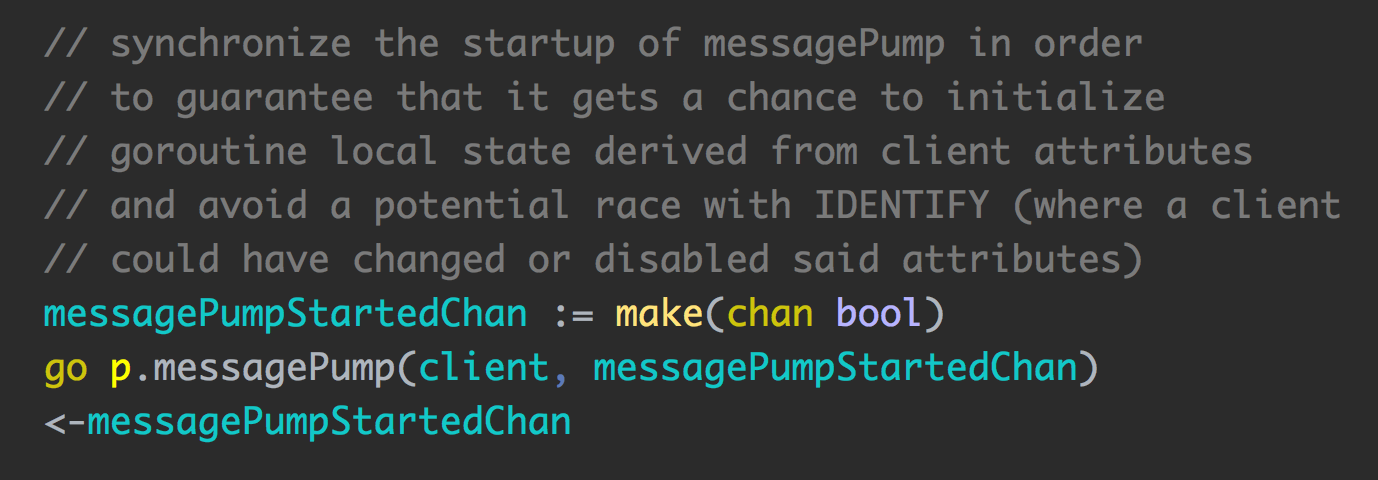 // synchronize the startup of messagePump in order
// to guarantee that it gets a chance to initialize
// goroutine local state derived from client attributes
// and avoid a potential race with IDENTIFY (where a client
// could have changed or disabled said attributes)
messagePumpStartedChan := make(chan bool)
go p.messagePump(client, messagePumpStartedChan)
<-messagePumpStartedChan